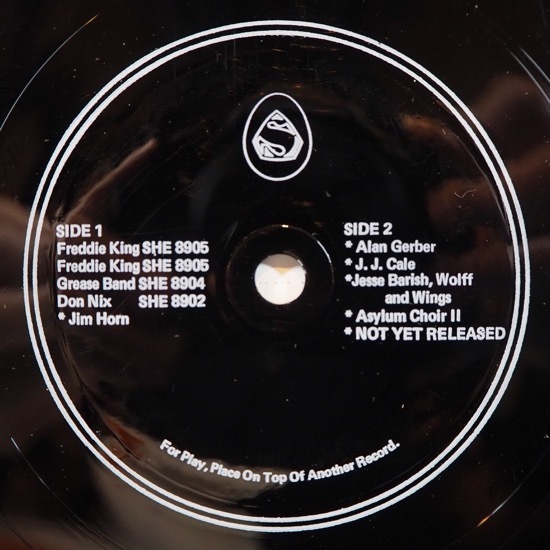 SIDE 1
Freddie King SHE 8905
Freddie King SHE 8905
Grease Band SHE 8904
Don Nix SHE 8902
* Jim Horn
SIDE 2
* Alan Gerber
* J. J. Cale
*Jesse Barish, Wolff
and Wings
* Asylum Choir II
* NOT YET RELEASED
For Play, Place On Top Of Another Record.